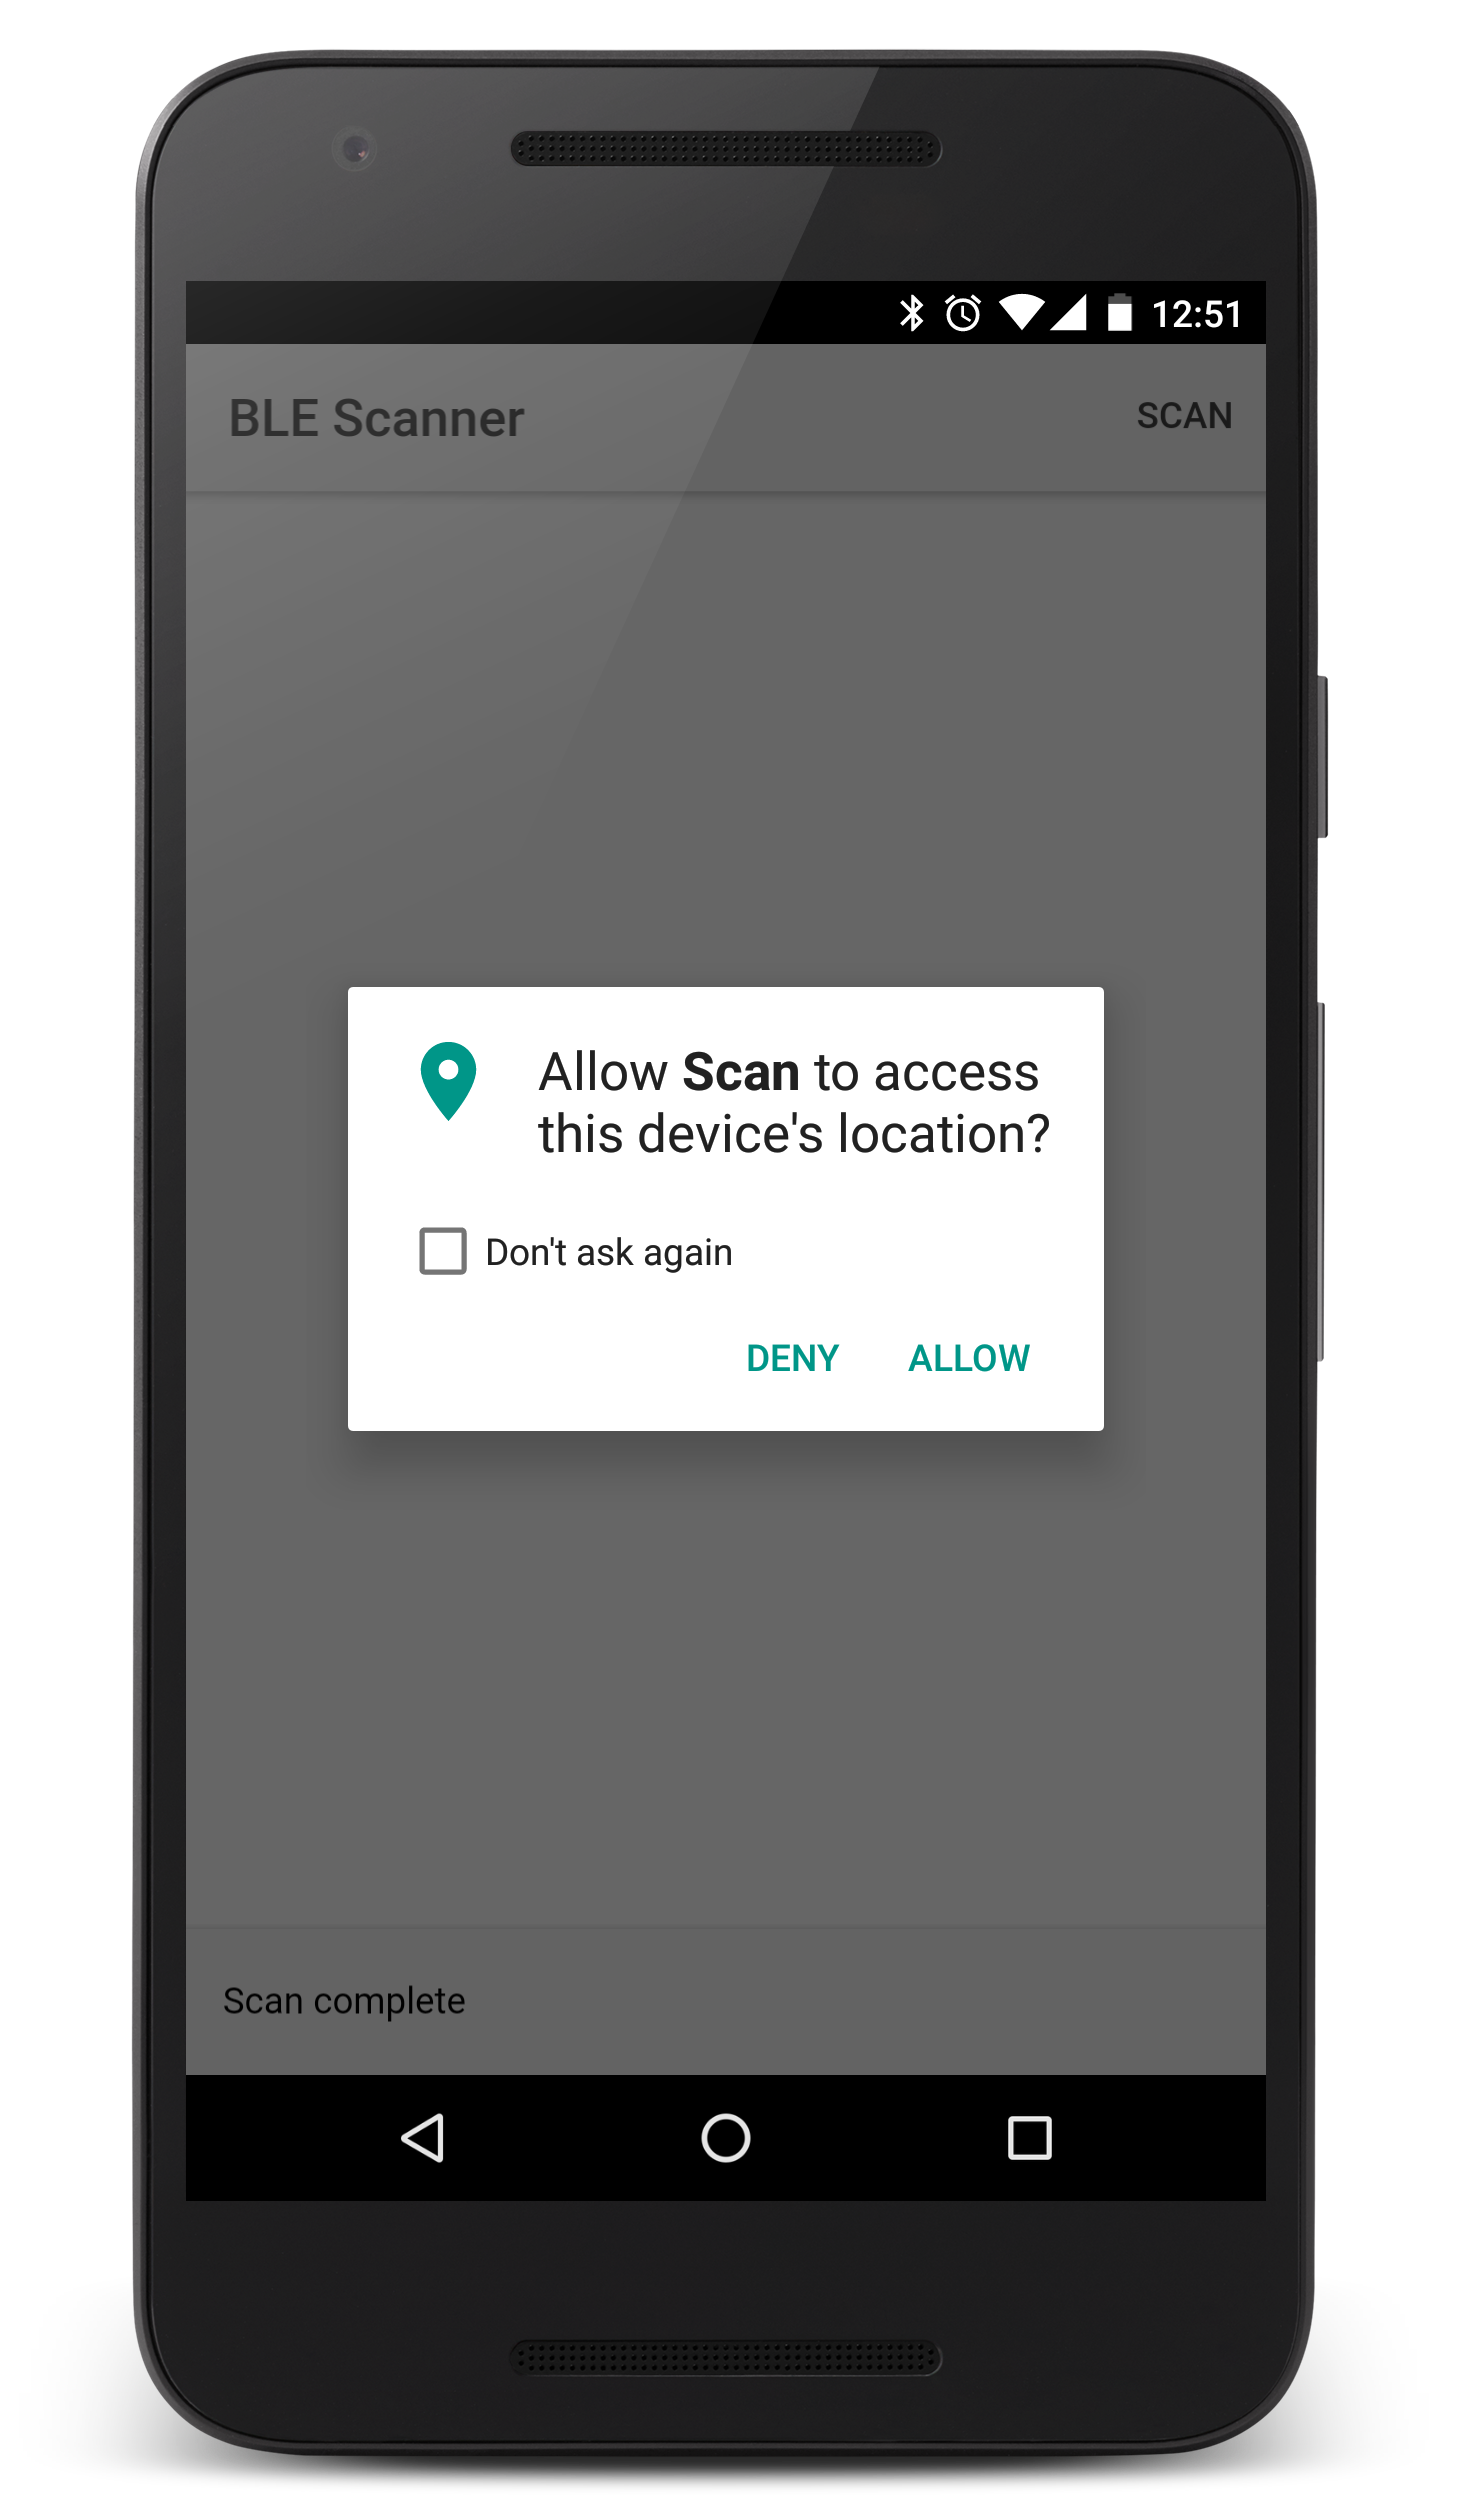 12:51
BLE Scanner
SCAN
Allow Scan to access
this device's location?
Don't ask again
DENY
ALLOW
Scan complete